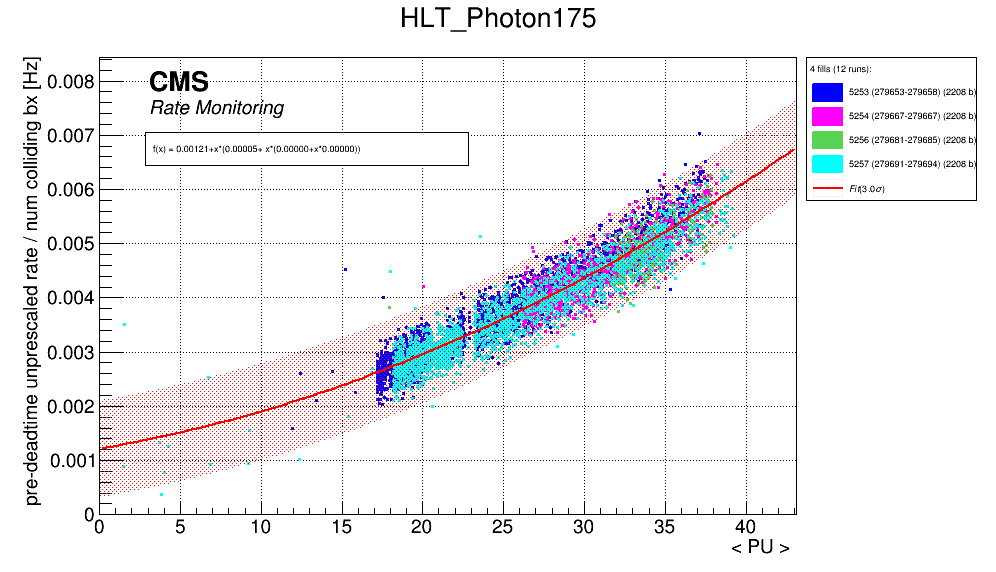 HLT_Photon175
pre-deadtime unprescaled rate / num colliding bx [Hz]
0.008
0.007
0.006
0.005
0.004
0.003
0.002
0.001
0
CMS
Rate Monitoring
f(x) = 0.00121+x*(0.00005+ x*(0.00000+x*0.00000))
0 5 10 15 20 25 30 35 40
< PU >
4 fills (12 runs):
5253 (279653-279658) (2208 b)
5254 (279667-279667) (2208 b)
5256 (279681-279685) (2208 b)
5257 (279691-279694) (2208 b)
Fit(3.0σ)